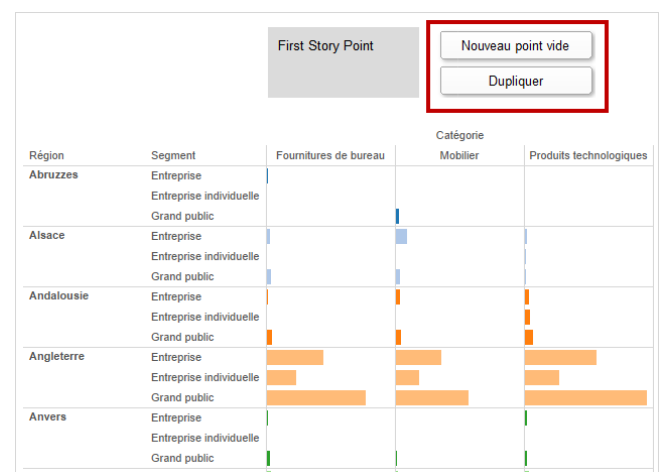 First Story Point
Nouveau point vide
Dupliquer
Catégorie
Région Segment Fournitures de bureau Mobilier Produits technologiques
Abruzzes Entreprise
Entreprise individuelle
Grand public
Alsace Entreprise
Entreprise individuelle
Grand public
Andalousie Entreprise
Entreprise individuelle
Grand public
Angleterre Entreprise
Entreprise individuelle
Grand public
Anvers Entreprise
Entreprise individuelle
Grand public